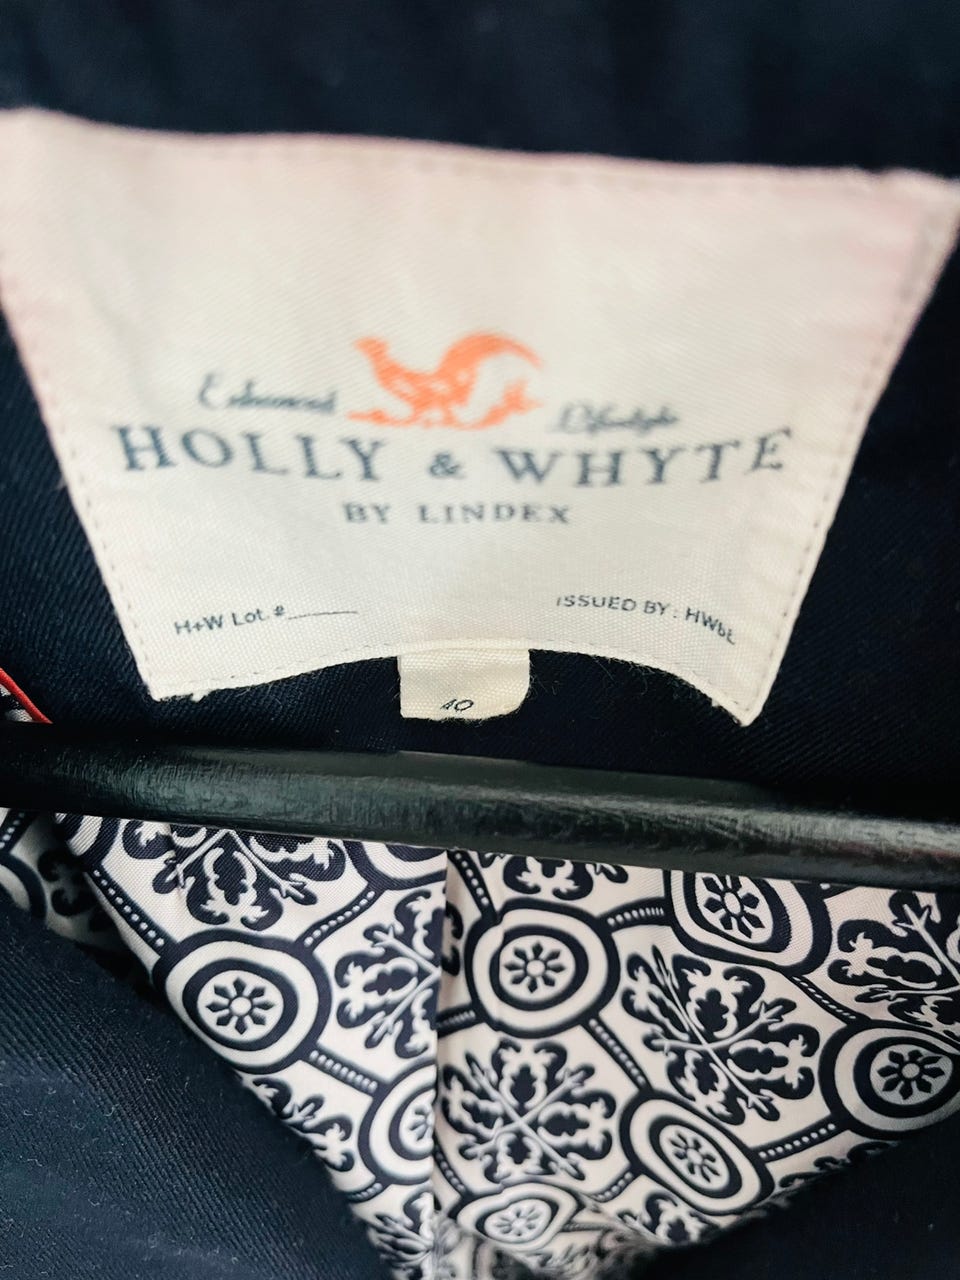 Enhanced Lifestyle
HOLLY & WHYTE
BY LINDEX
H+W Lot. #
ISSUED BY: HWbL
40